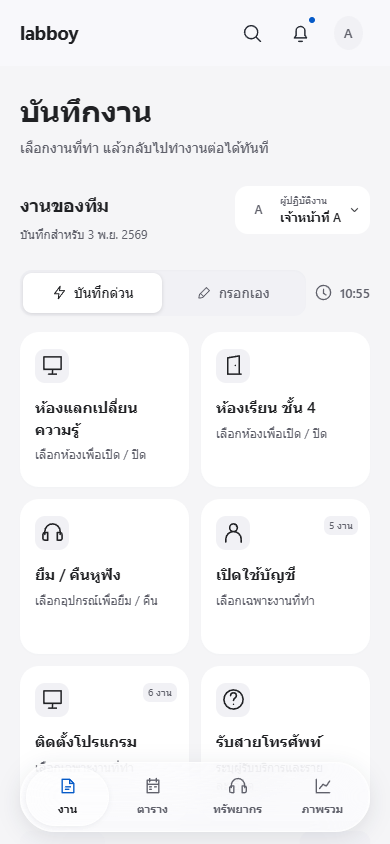 labboy
A
บันทึกงาน
เลือกงานที่ทำ แล้วกลับไปทำงานต่อได้ทันที
งานของทีม
บันทึกสำหรับ 3 พ.ย. 2569
A
ผู้ปฏิบัติงาน
เจ้าหน้าที่ A
บันทึกด่วน
กรอกเอง
10:55
ห้องแลกเปลี่ยน
ความรู้
เลือกห้องเพื่อเปิด / ปิด
ห้องเรียน ชั้น 4
เลือกห้องเพื่อเปิด / ปิด
ยืม / คืนหูฟัง
เลือกอุปกรณ์เพื่อยืม / คืน
5 งาน
เปิดใช้บัญชี
เลือกเฉพาะงานที่ทำ
6 งาน
ติดตั้งโปรแกรม
รับสายโทรศัพท์
งาน
ตาราง
ทรัพยากร
ภาพรวม